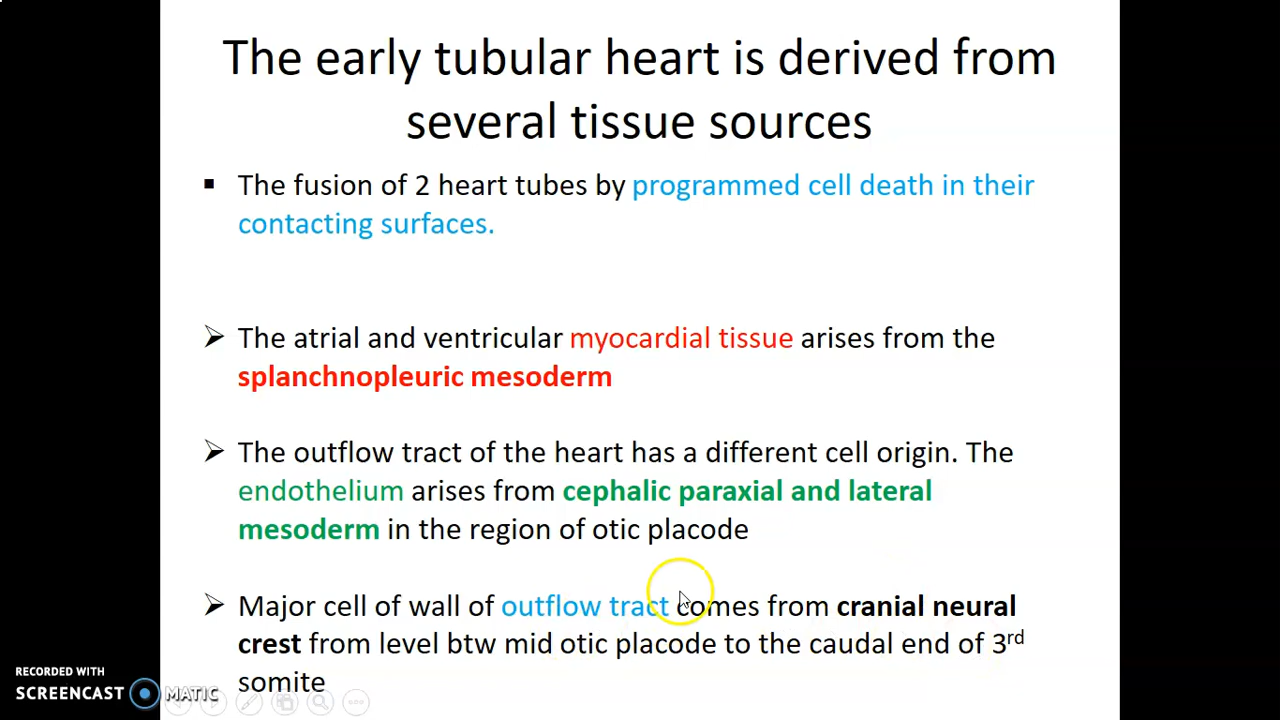 The early tubular heart is derived from
several tissue sources
▪ The fusion of 2 heart tubes by programmed cell death in their
contacting surfaces.
➢ The atrial and ventricular myocardial tissue arises from the
splanchnopleuric mesoderm
➢ The outflow tract of the heart has a different cell origin. The
endothelium arises from cephalic paraxial and lateral
mesoderm in the region of otic placode
➢ Major cell of wall of outflow tract comes from cranial neural
crest from level btw mid otic placode to the caudal end of 3rd
somite
RECORDED WITH
SCREENCAST MATIC